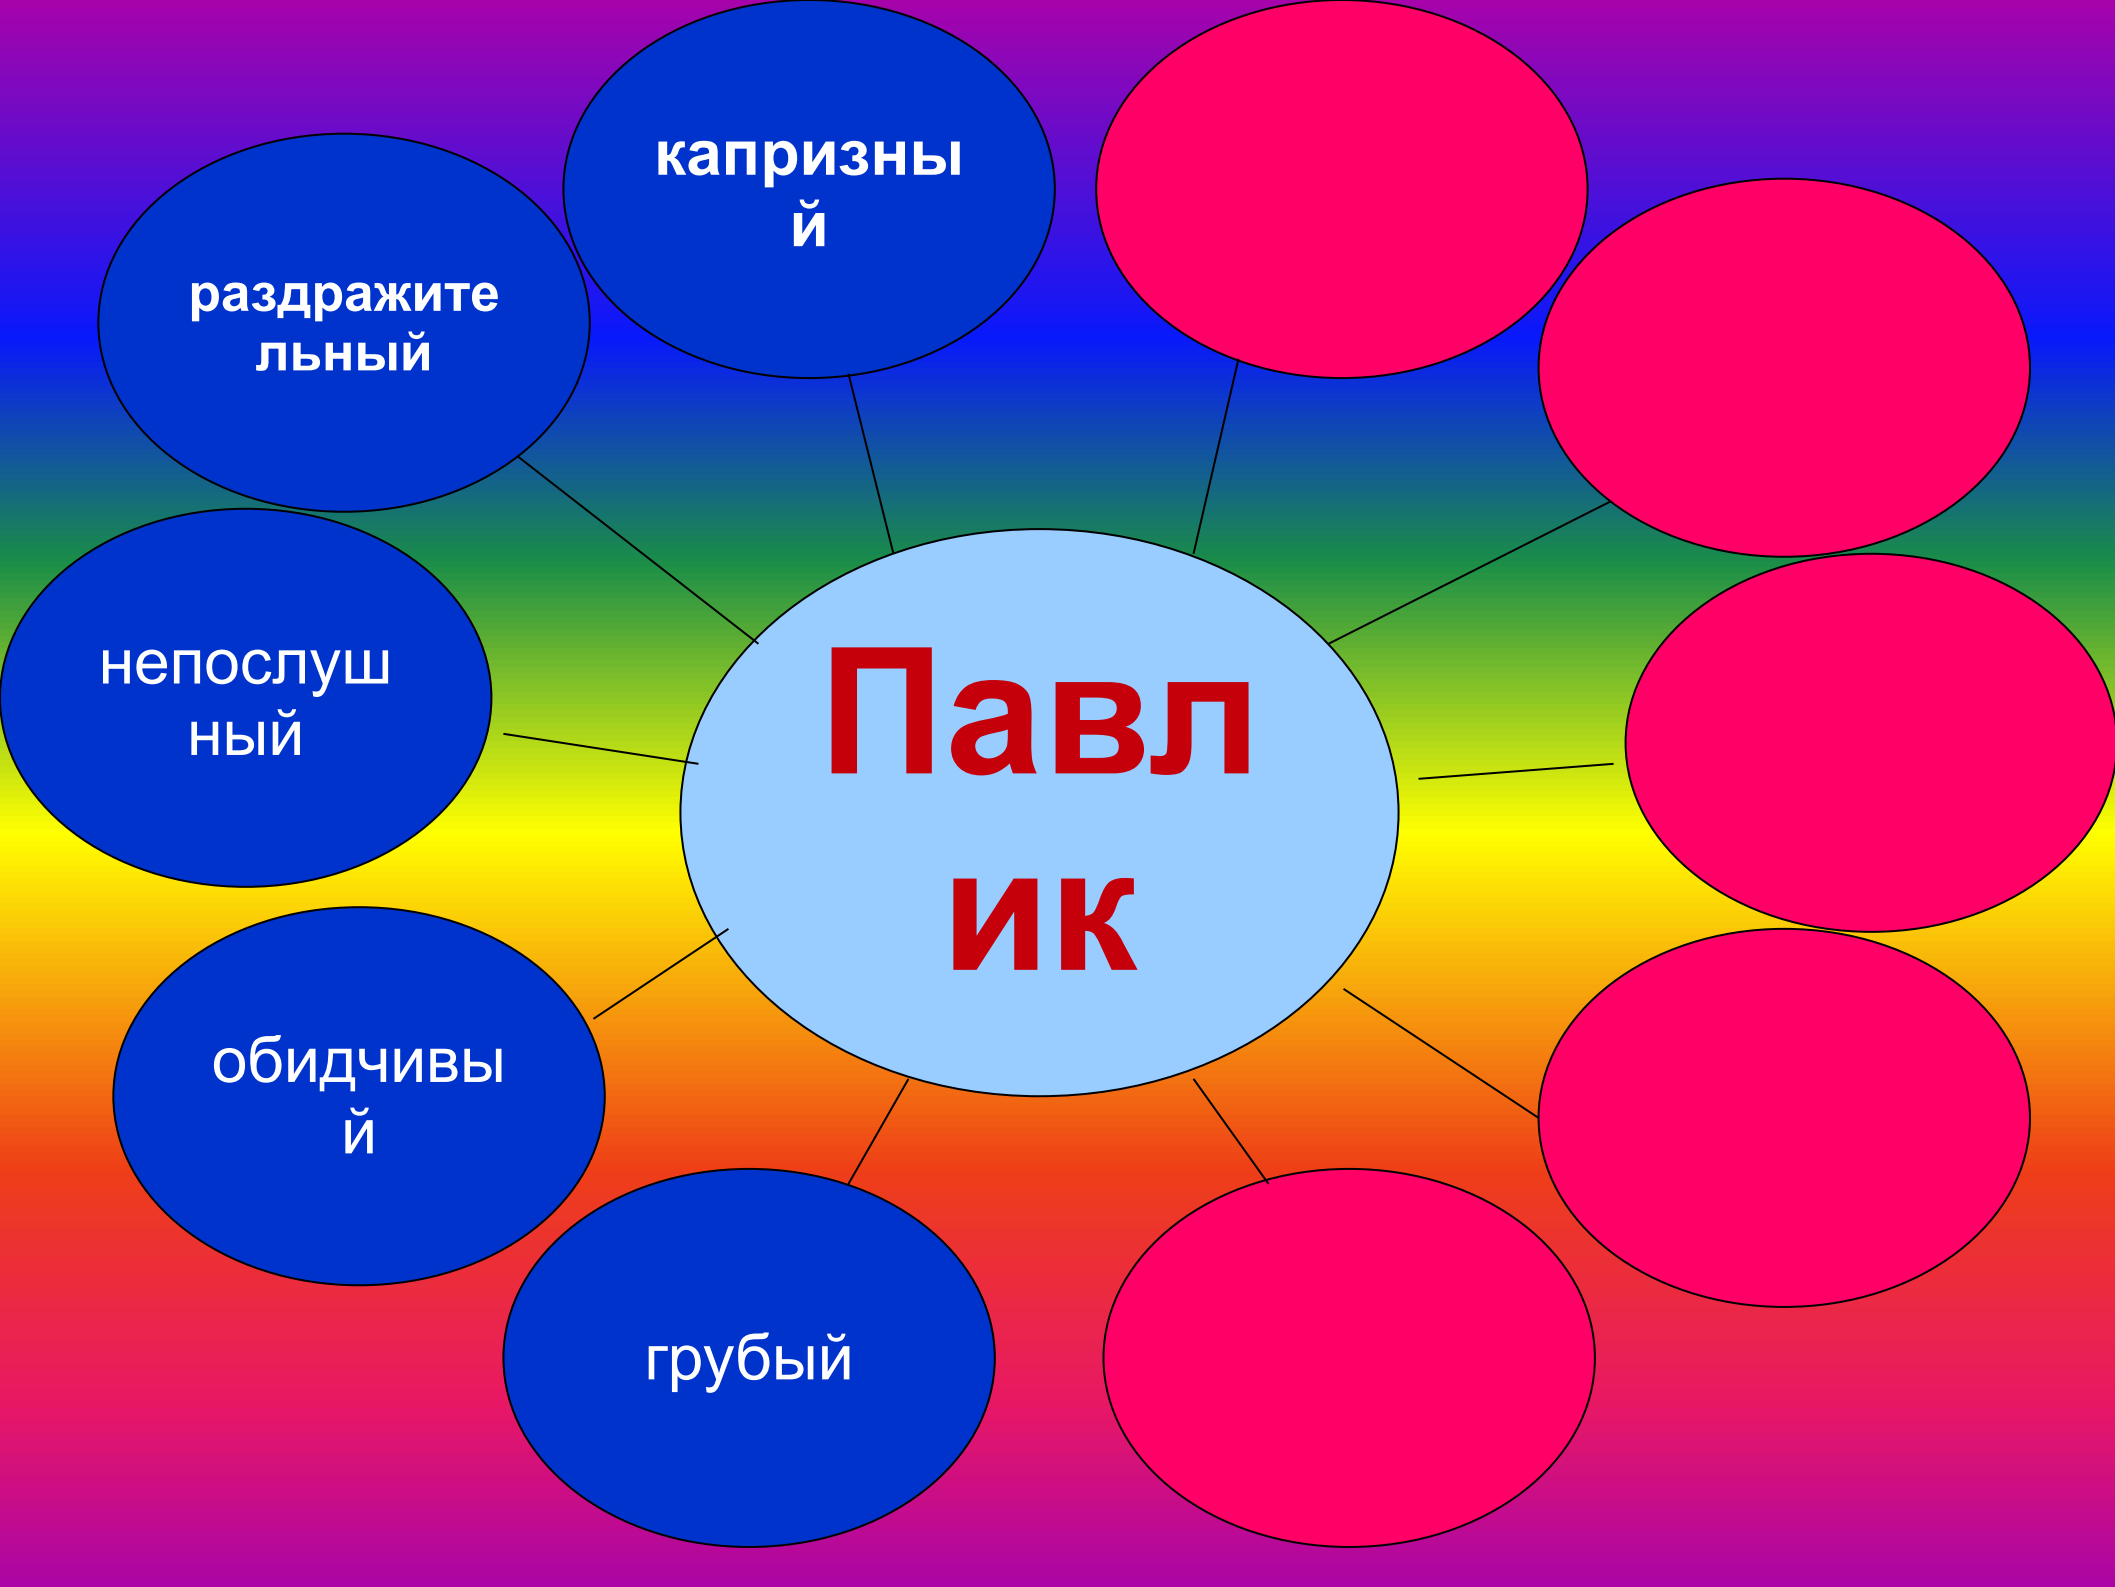 капризны
й
раздражите
льный
непослуш
ный
Павл
ик
обидчивы
й
грубый